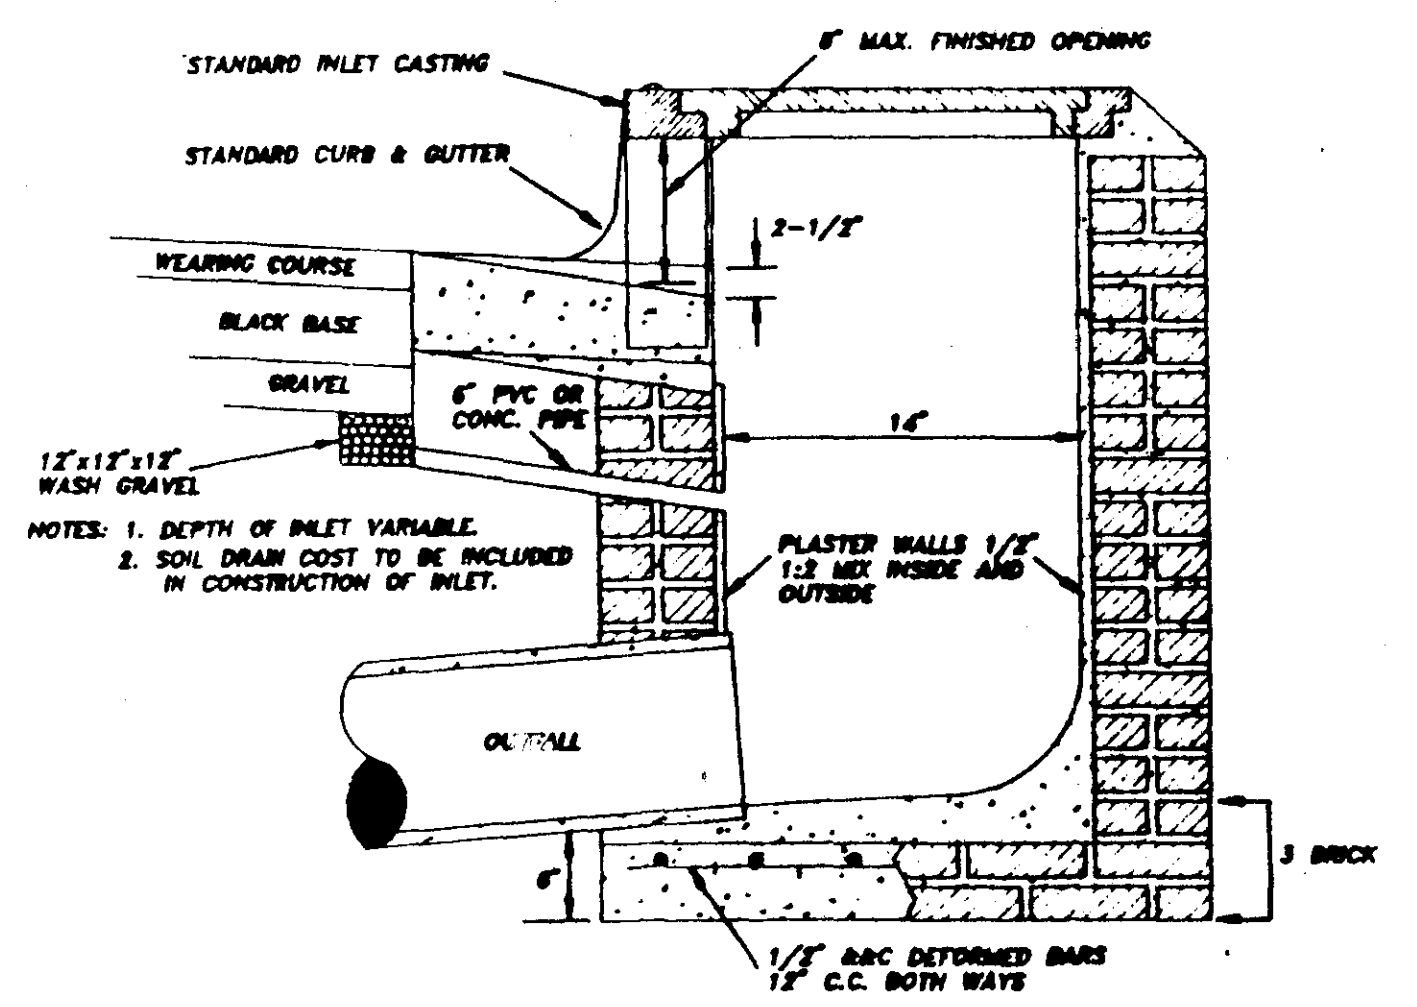 STANDARD INLET CASTING
MAX. FINISHED OPENING
STANDARD CURB & GUTTER
2-1/2"
WEARING COURSE
BLACK BASE
GRAVEL
6" PVC OR
CONC. PIPE
12"x12"x12"
WASH GRAVEL
NOTES: 1. DEPTH OF INLET VARIABLE.
2. SOIL DRAIN COST TO BE INCLUDED
IN CONSTRUCTION OF INLET.
PLASTER WALLS 1/2"
1:2 MIX INSIDE AND
OUTSIDE
OUTFALL
6"
3 BRICK
1/2" DEFORMED BARS
12" C.C. BOTH WAYS